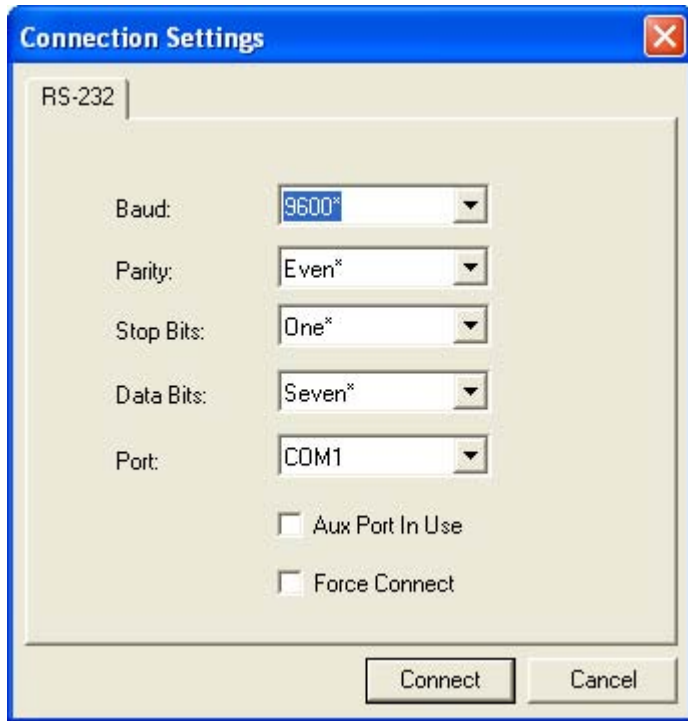 Connection Settings
RS-232
Baud: 9600*
Parity: Even*
Stop Bits: One*
Data Bits: Seven*
Port: COM1
Aux Port In Use
Force Connect
Connect Cancel